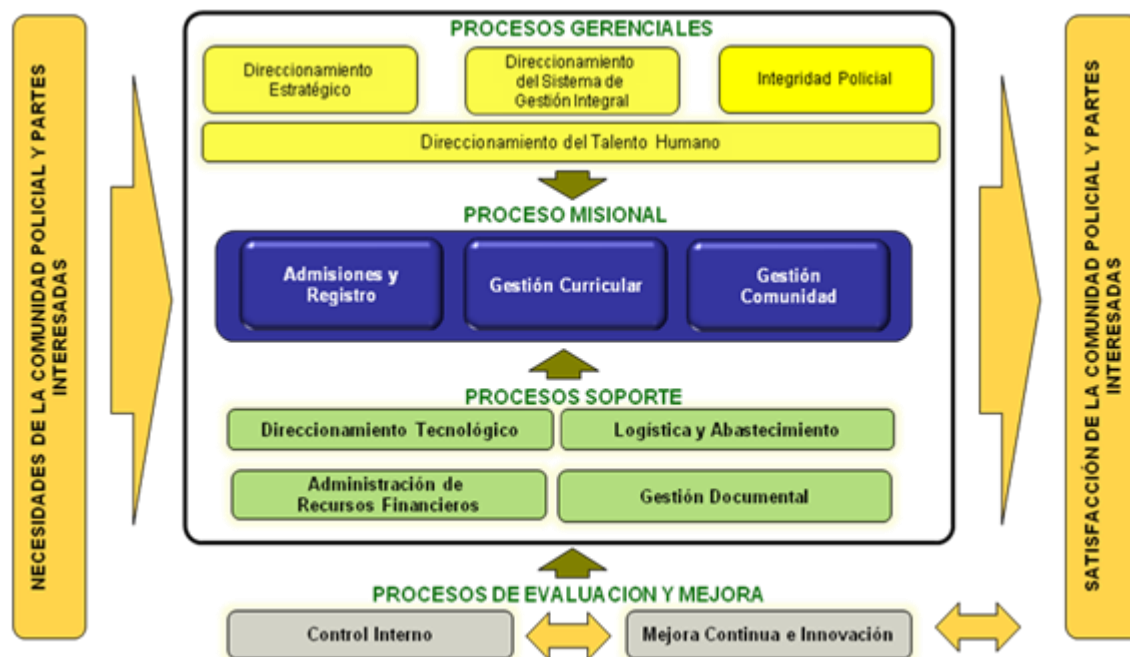 NECESIDADES DE LA COMUNIDAD POLICIAL Y PARTES
INTERESADAS
PROCESOS GERENCIALES
Direccionamiento
Estratégico
Direccionamiento
del Sistema de
Gestión Integral
Integridad Policial
Direccionamiento del Talento Humano
PROCESO MISIONAL
Admisiones y
Registro
Gestión Curricular
Gestión
Comunidad
PROCESOS SOPORTE
Direccionamiento Tecnológico
Logística y Abastecimiento
Administración de
Recursos Financieros
Gestión Documental
PROCESOS DE EVALUACION Y MEJORA
Control Interno
Mejora Continua e Innovación
SATISFACCIÓN DE LA COMUNIDAD POLICIAL Y PARTES
INTERESADAS